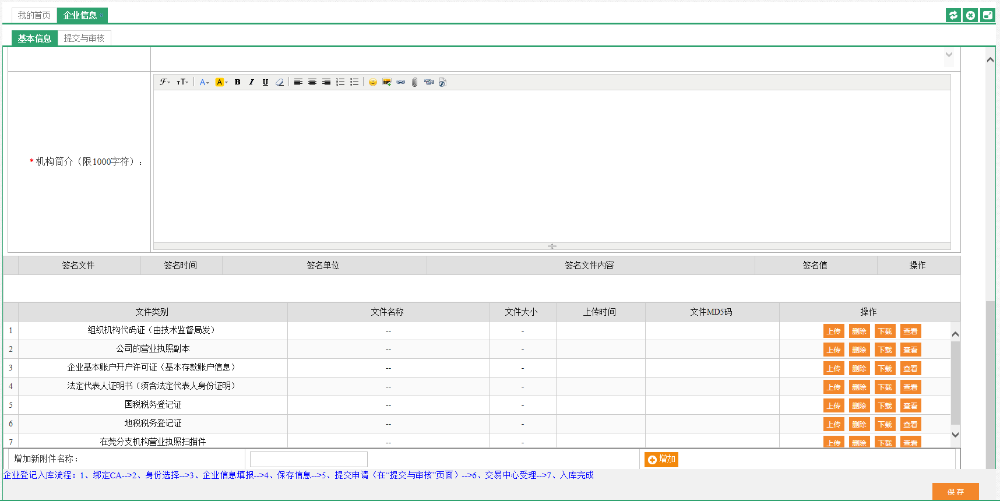 我的首页 企业信息 ×
基本信息 提交与审核
* 机构简介（限1000字符）：
签名文件 签名时间 签名单位 签名文件内容 签名值 操作
文件类别 文件名称 文件大小 上传时间 文件MD5码 操作
1 组织机构代码证（由技术监督局发） -- - 上传 删除 下载 查看
2 公司的营业执照副本 -- - 上传 删除 下载 查看
3 企业基本账户开户许可证（基本存款账户信息） -- - 上传 删除 下载 查看
4 法定代表人证明书（须含法定代表人身份证明） -- - 上传 删除 下载 查看
5 国税税务登记证 -- - 上传 删除 下载 查看
6 地税税务登记证 -- - 上传 删除 下载 查看
7 在莞分支机构营业执照扫描件 -- - 上传 删除 下载 查看
增加新附件名称： 增加
企业登记入库流程：1、绑定CA-->2、身份选择-->3、企业信息填报-->4、保存信息-->5、提交申请（在“提交与审核”页面）-->6、交易中心受理-->7、入库完成
保 存